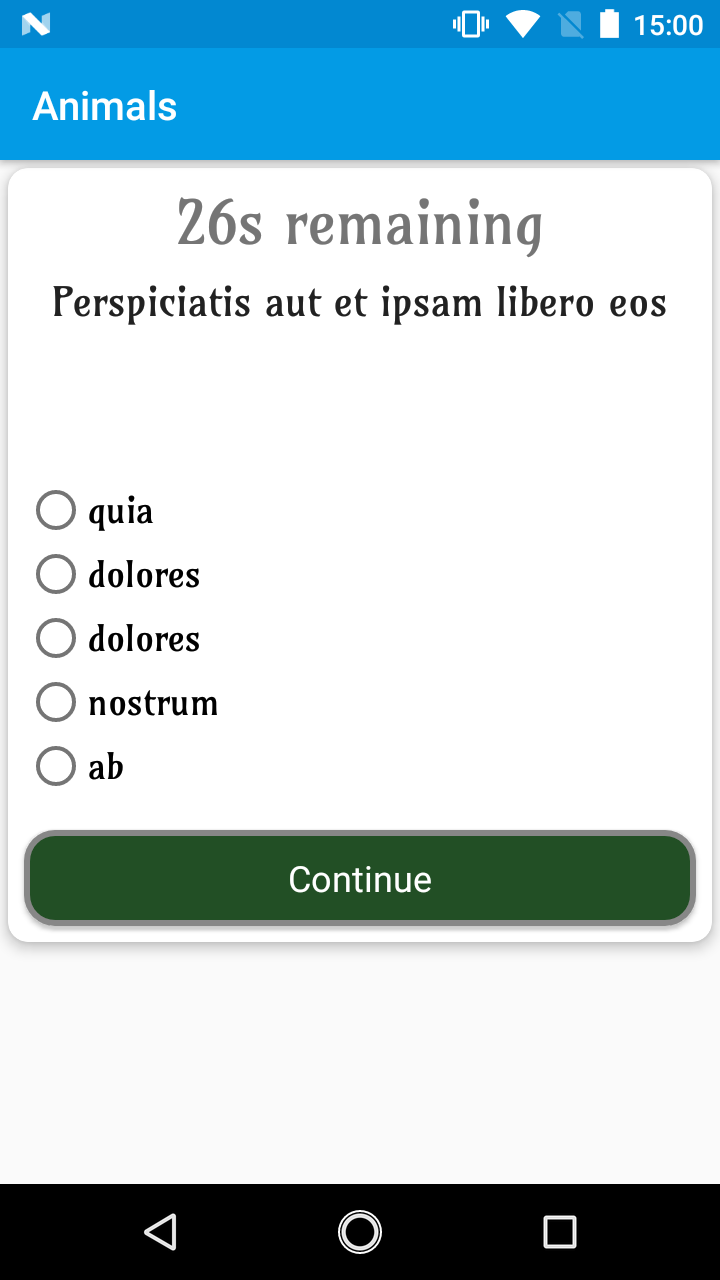 15:00
Animals
26s remaining
Perspiciatis aut et ipsam libero eos
quia
dolores
dolores
nostrum
ab
Continue